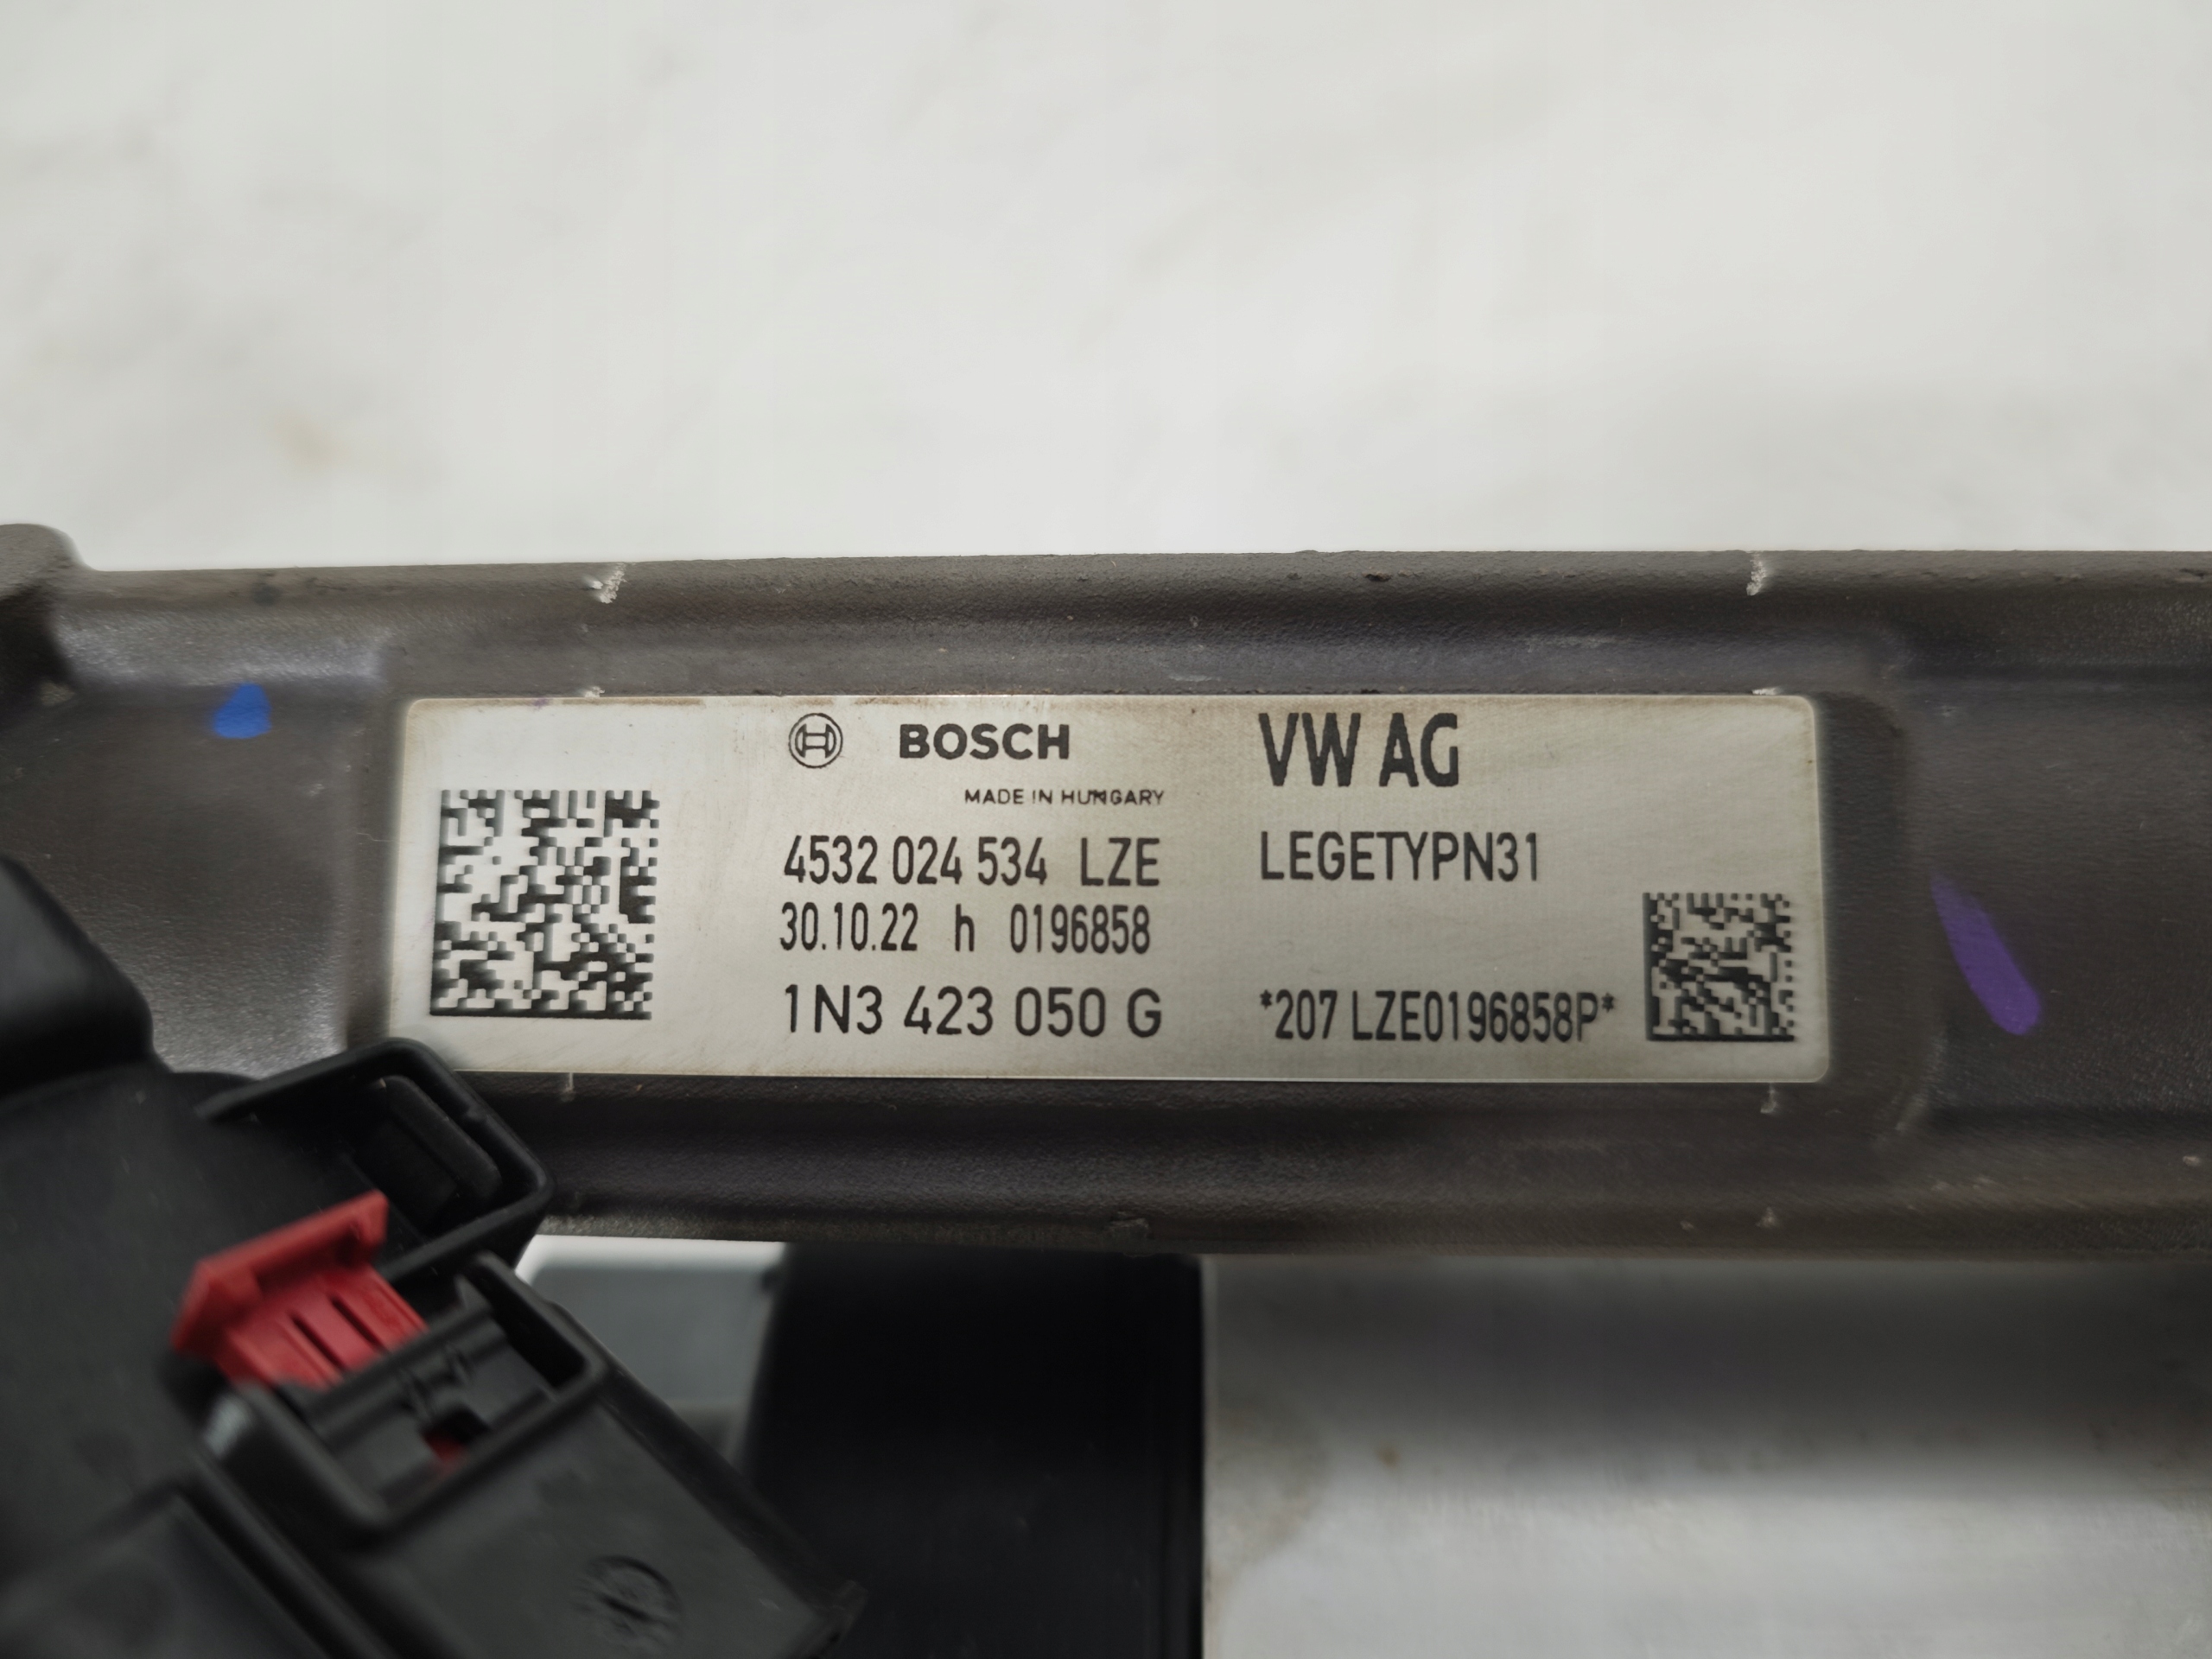 BOSCH
MADE IN HUNGARY
4532 024 534 LZE
30.10.22 h 0196858
1N3 423 050 G
VW AG
LEGETYPN31
*207 LZE0196858P*